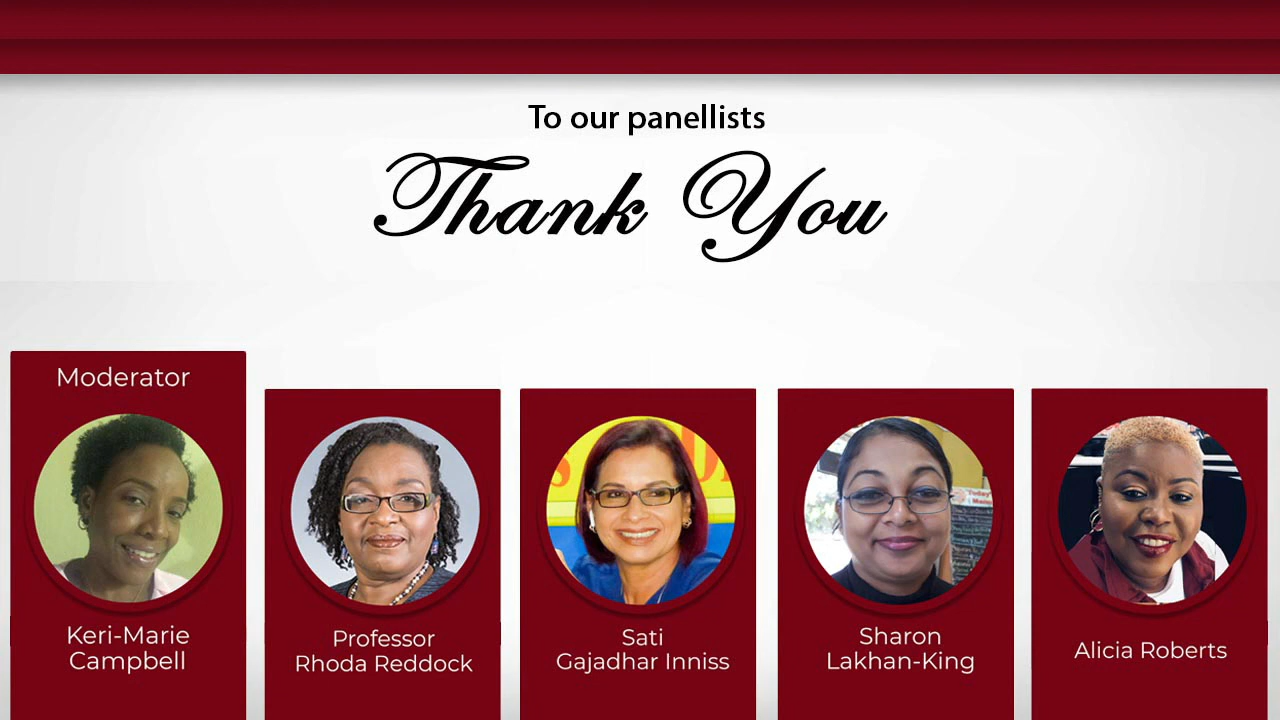 To our panellists
Thank You
Moderator
Keri-Marie
Campbell
Professor
Rhoda Reddock
Sati
Gajadhar Inniss
Sharon
Lakhan-King
Alicia Roberts